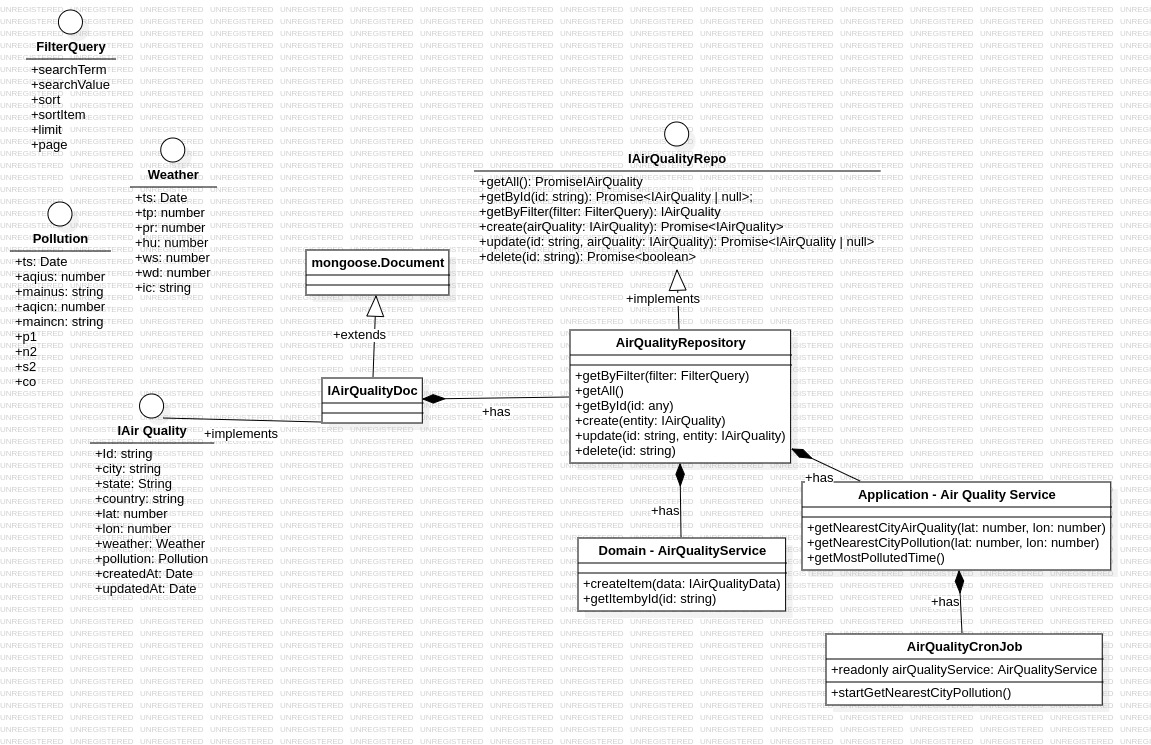 FilterQuery
+searchTerm
+searchValue
+sort
+sortItem
+limit
+page
Weather
+ts: Date
+tp: number
+pr: number
+hu: number
+ws: number
+wd: number
+ic: string
Pollution
+ts: Date
+aqius: number
+mainus: string
+aqicn: number
+maincn: string
+p1
+n2
+s2
+co
IAir Quality
+Id: string
+city: string
+state: String
+country: string
+lat: number
+lon: number
+weather: Weather
+pollution: Pollution
+createdAt: Date
+updatedAt: Date
+implements
mongoose.Document
+extends
IAirQualityDoc
+has
IAirQualityRepo
+getAll(): PromiseIAirQuality
+getById(id: string): Promise<IAirQuality | null>;
+getByFilter(filter: FilterQuery): IAirQuality
+create(airQuality: IAirQuality): Promise<IAirQuality>
+update(id: string, airQuality: IAirQuality): Promise<IAirQuality | null>
+delete(id: string): Promise<boolean>
+implements
AirQualityRepository
+getByFilter(filter: FilterQuery)
+getAll()
+getById(id: any)
+create(entity: IAirQuality)
+update(id: string, entity: IAirQuality)
+delete(id: string)
+has
Domain - AirQualityService
+createItem(data: IAirQualityData)
+getItembyId(id: string)
+has
Application - Air Quality Service
+getNearestCityAirQuality(lat: number, lon: number)
+getNearestCityPollution(lat: number, lon: number)
+getMostPollutedTime()
+has
AirQualityCronJob
+readonly airQualityService: AirQualityService
+startGetNearestCityPollution()
UNREGISTERED